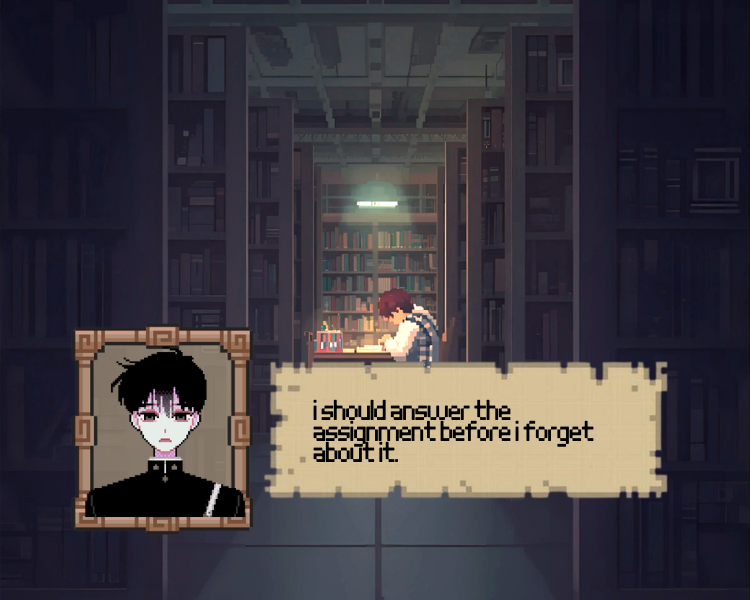 i should answer the
assignment before i forget
about it.